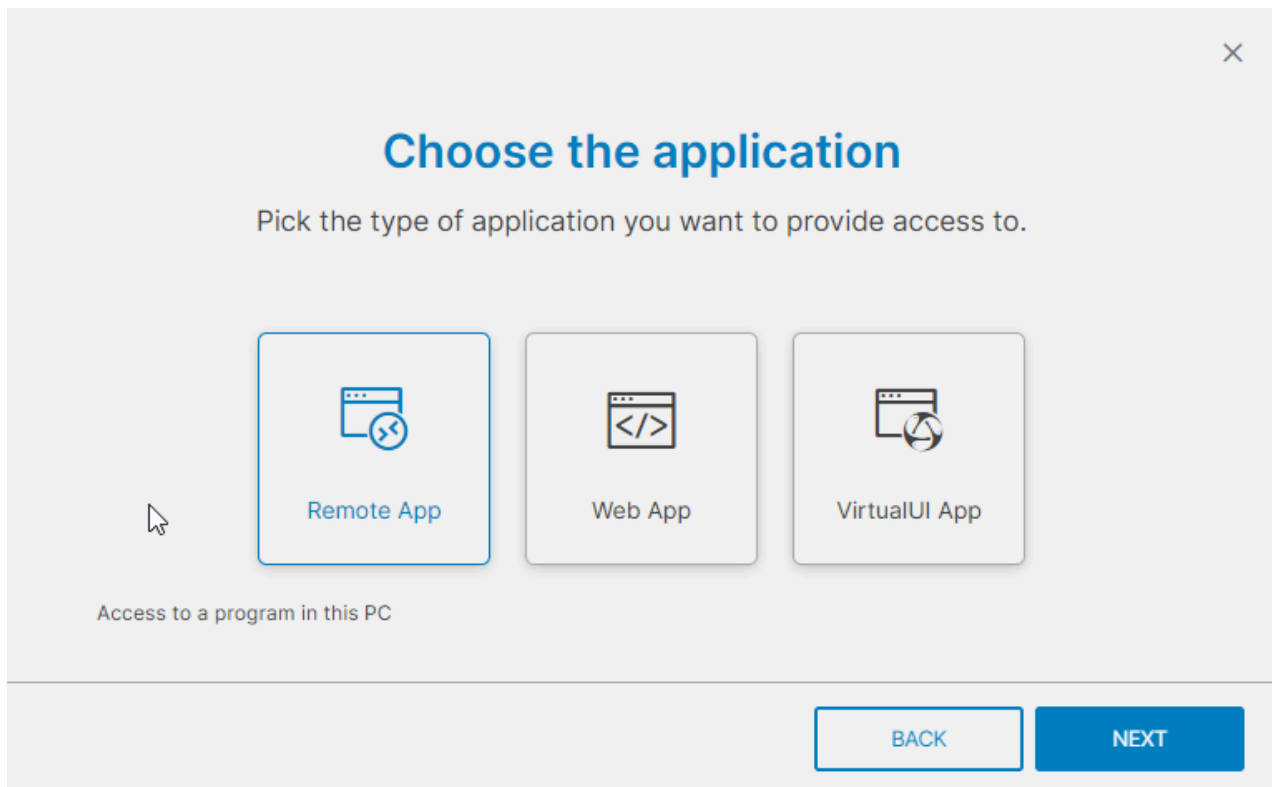 Choose the application
Pick the type of application you want to provide access to.
Remote App
</>
Web App
VirtualUI App
Access to a program in this PC
BACK
NEXT